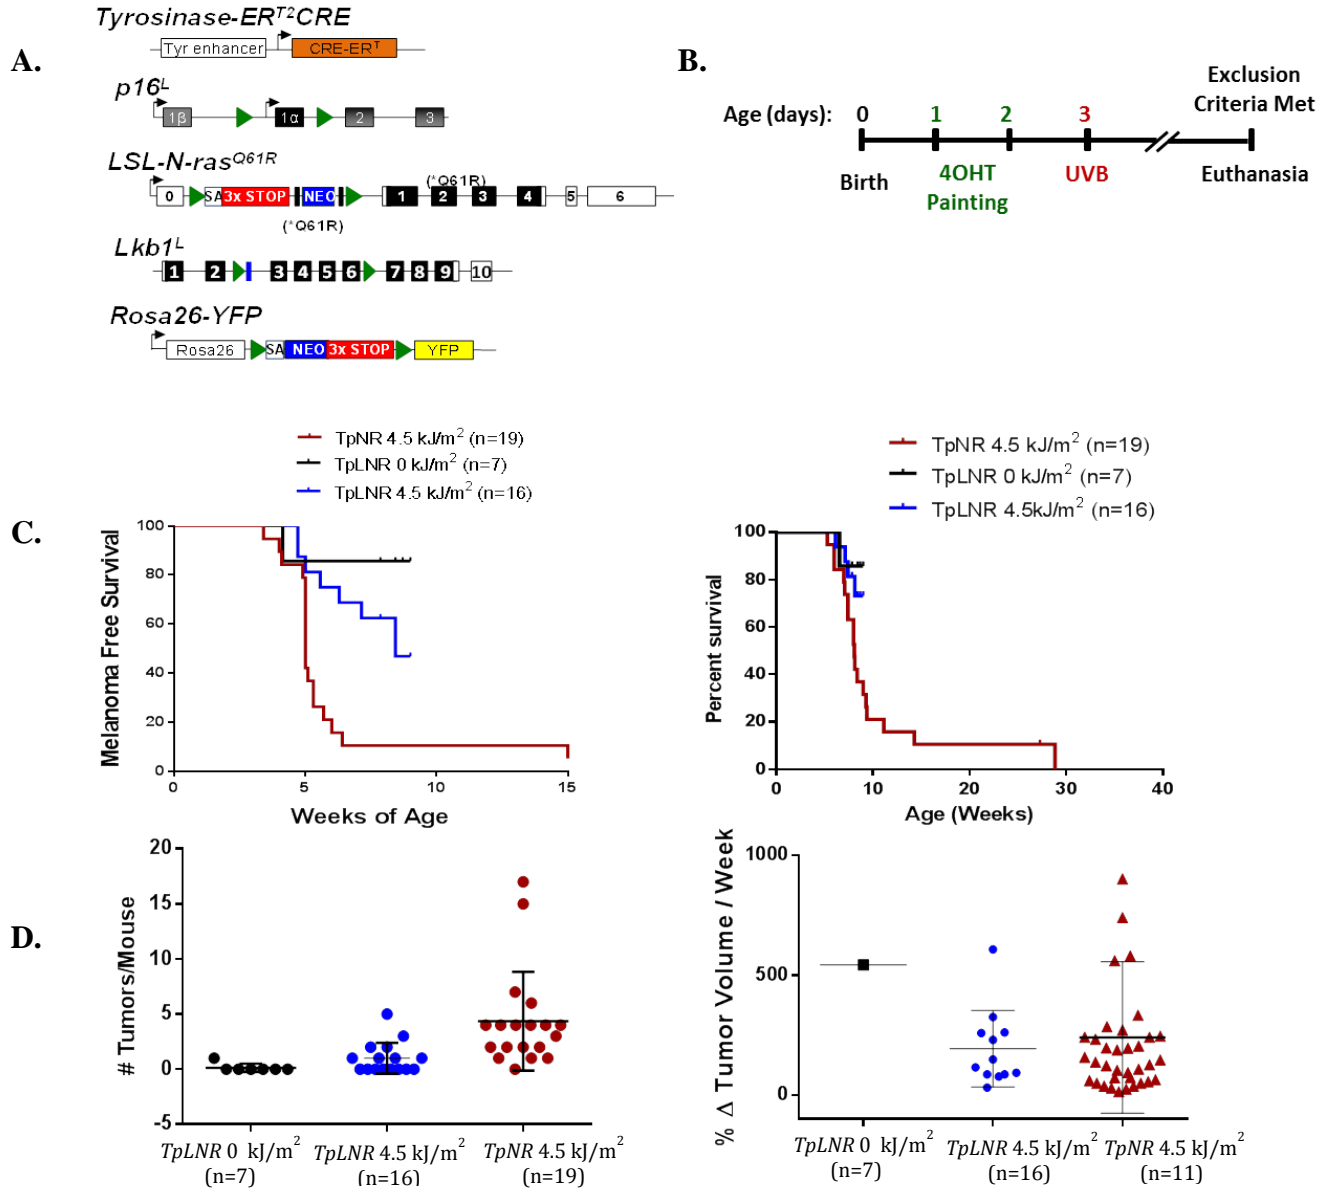 Tyrosinase-ER^T2CRE
A.
Tyr enhancer CRE-ER^T
p16^L
1β 1α 2 3
LSL-N-ras^Q61R
(*Q61R)
0 SA 3x STOP NEO 1 2 3 4 5 6
(*Q61R)
Lkb1^L
1 2 3 4 5 6 7 8 9 10
Rosa26-YFP
Rosa26 SA NEO 3x STOP YFP
B.
Exclusion
Criteria Met
Age (days): 0 1 2 3
Birth
4OHT
Painting
UVB
Euthanasia
C.
TpNR 4.5 kJ/m² (n=19)
TpLNR 0 kJ/m² (n=7)
TpLNR 4.5 kJ/m² (n=16)
Melanoma Free Survival
100
80
60
40
20
0
0 5 10 15
Weeks of Age
TpNR 4.5 kJ/m² (n=19)
TpLNR 0 kJ/m² (n=7)
TpLNR 4.5kJ/m² (n=16)
Percent survival
100
80
60
40
20
0
0 10 20 30 40
Age (Weeks)
D.
# Tumors/Mouse
20
15
10
5
0
-5
TpLNR 0 kJ/m² TpLNR 4.5 kJ/m² TpNR 4.5 kJ/m²
(n=7) (n=16) (n=19)
% Δ Tumor Volume / Week
1000
500
0
TpLNR 0 kJ/m² TpLNR 4.5 kJ/m² TpNR 4.5 kJ/m²
(n=7) (n=16) (n=11)